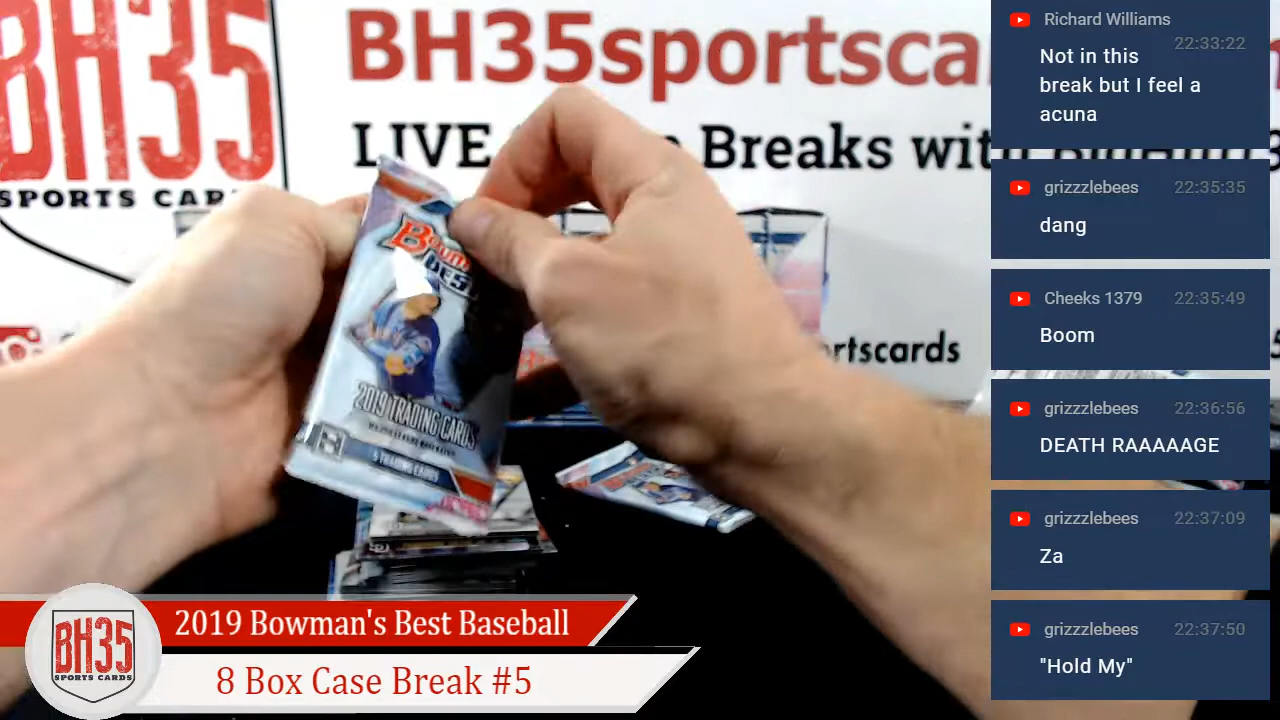 BH35
SPORTS CAR
BH35sportsca
LIVE
Breaks wit
rtscards
Bowm
BEST
2019 TRADING CARDS
5 TRADING CARDS
2019 Bowman's Best Baseball
8 Box Case Break #5
BH35
SPORTS CARDS
Richard Williams
22:33:22
Not in this
break but I feel a
acuna
grizzzlebees 22:35:35
dang
Cheeks 1379 22:35:49
Boom
grizzzlebees 22:36:56
DEATH RAAAAAGE
grizzzlebees 22:37:09
Za
grizzzlebees 22:37:50
"Hold My"